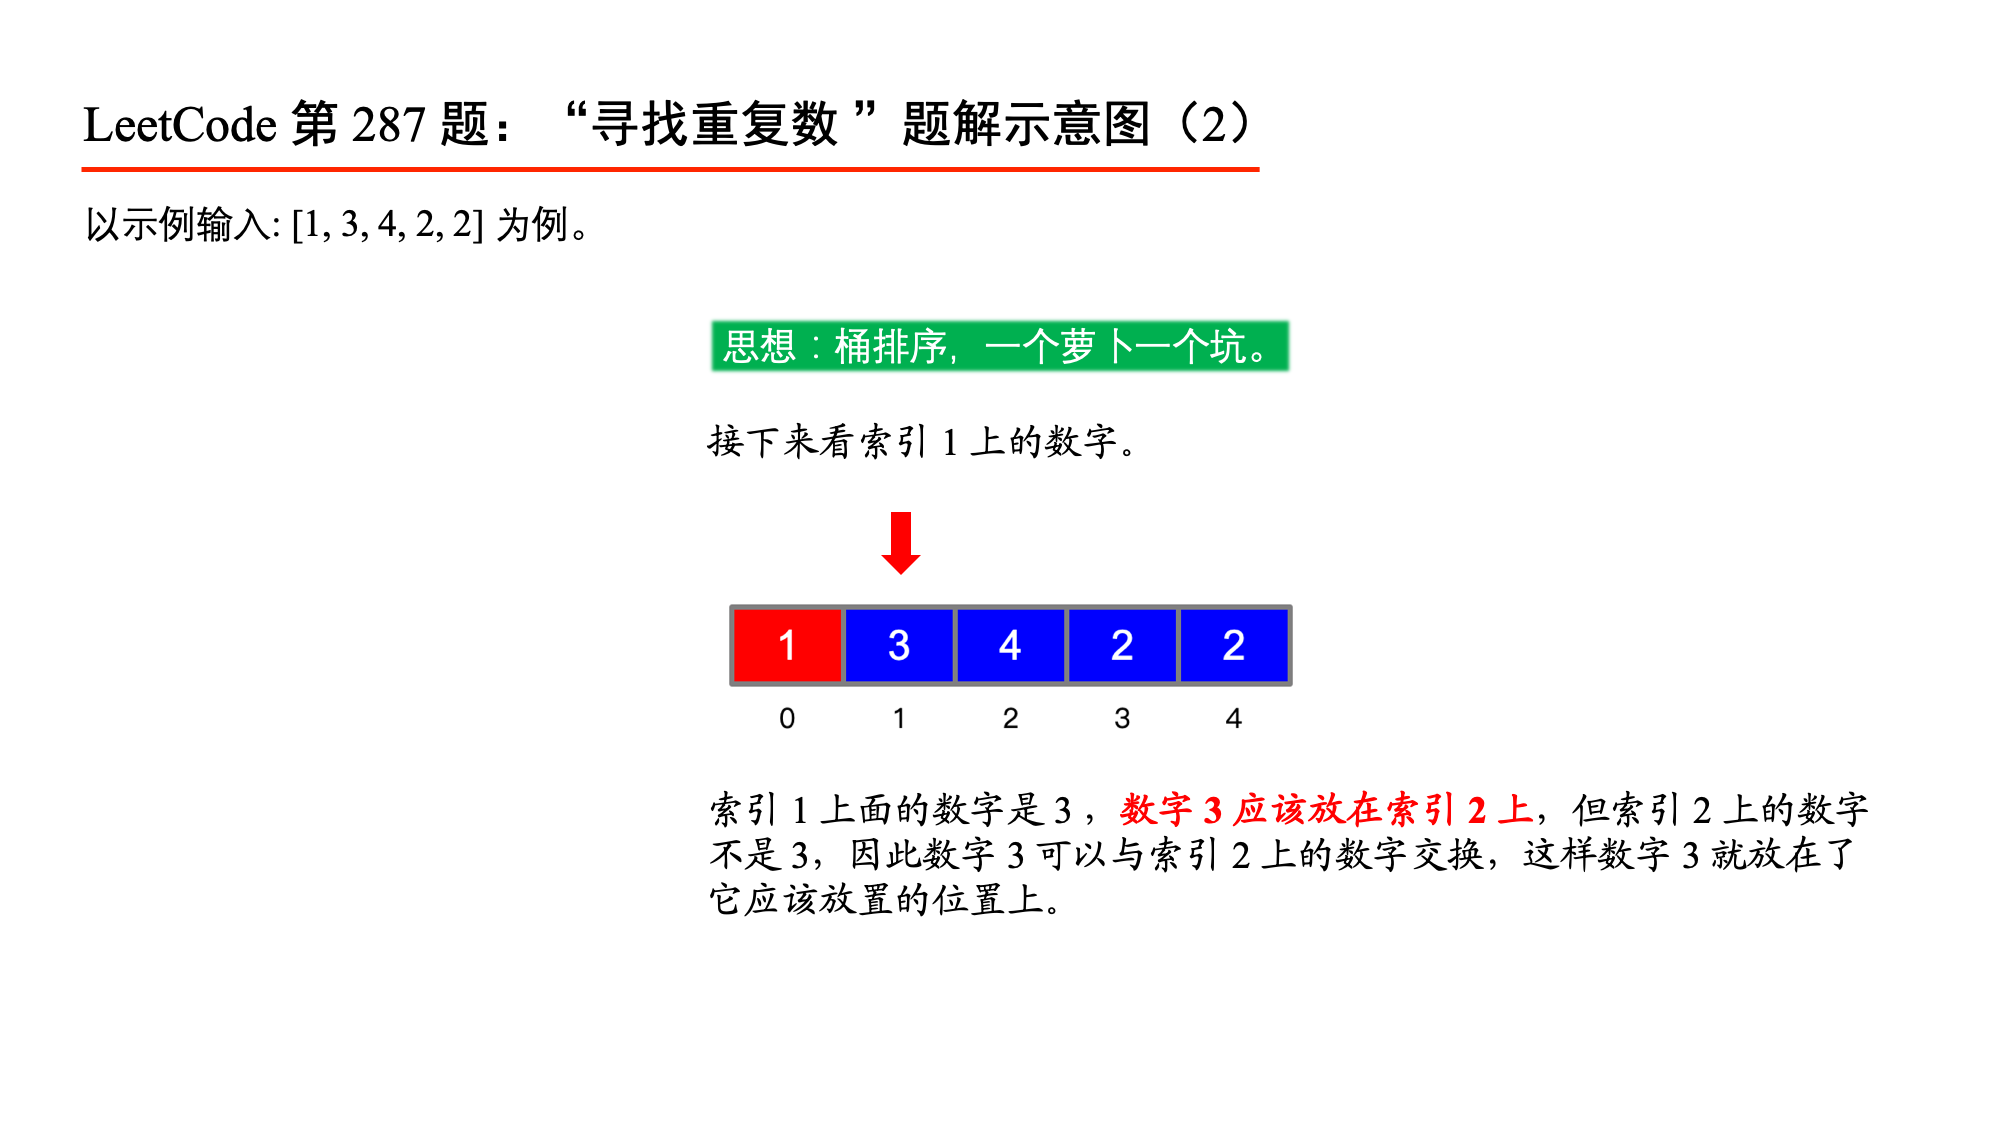 LeetCode 第 287 题：“寻找重复数 ”题解示意图（2）
以示例输入: [1, 3, 4, 2, 2] 为例。
思想：桶排序，一个萝卜一个坑。
接下来看索引 1 上的数字。
1 3 4 2 2
0 1 2 3 4
索引 1 上面的数字是 3 ，数字 3 应该放在索引 2 上，但索引 2 上的数字
不是 3，因此数字 3 可以与索引 2 上的数字交换，这样数字 3 就放在了
它应该放置的位置上。